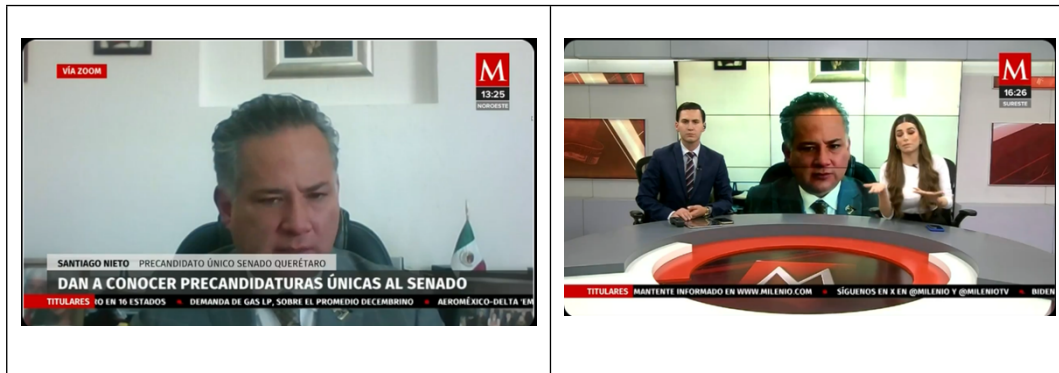 VÍA ZOOM
M
13:25
NOROESTE
SANTIAGO NIETO PRECANDIDATO ÚNICO SENADO QUERÉTARO
DAN A CONOCER PRECANDIDATURAS ÚNICAS AL SENADO
TITULARES IO EN 16 ESTADOS DEMANDA DE GAS LP, SOBRE EL PROMEDIO DECEMBRINO AEROMÉXICO-DELTA 'EM
M
16:26
SURESTE
TITULARES MANTENTE INFORMADO EN WWW.MILENIO.COM SÍGUENOS EN X EN @MILENIO Y @MILENIOTV BIDEN